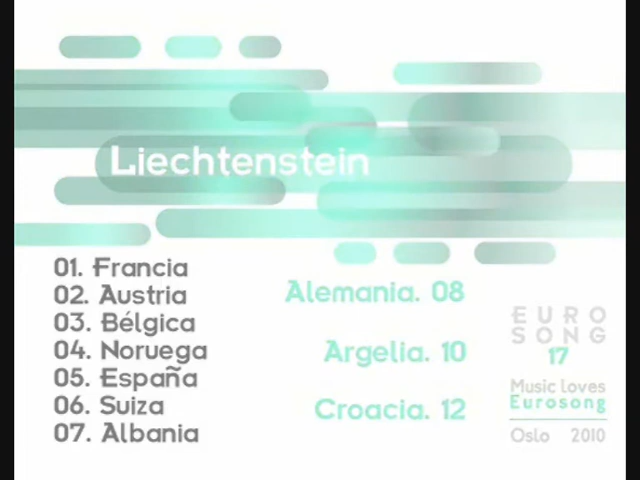 Liechtenstein
01. Francia
02. Austria
03. Bélgica
04. Noruega
05. España
06. Suiza
07. Albania
Alemania. 08
Argelia. 10
Croacia. 12
EURO
SONG
17
Music loves
Eurosong
Oslo 2010